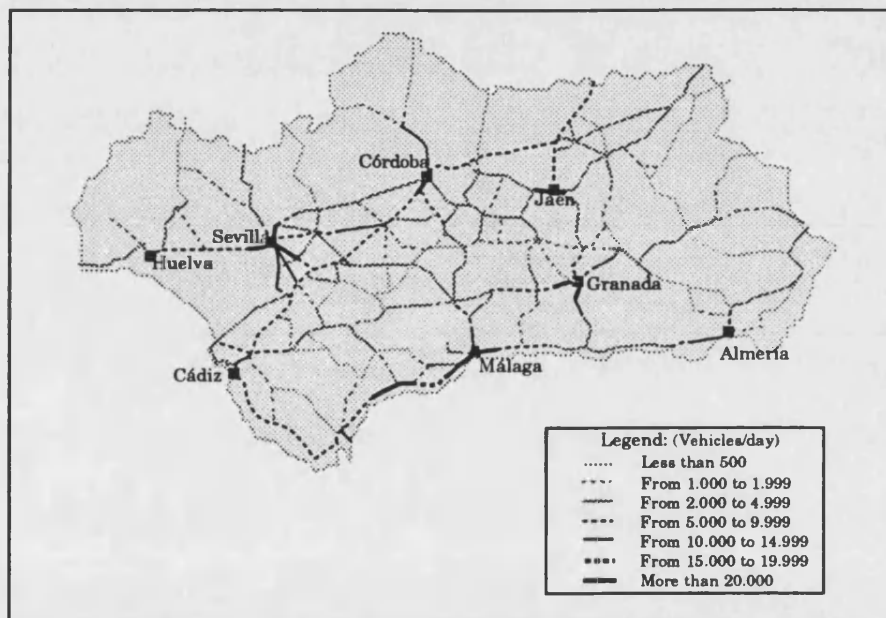 Córdoba
Jaén
Sevilla
Huelva
Granada
Almería
Málaga
Cádiz
Legend: (Vehicles/day)
Less than 500
From 1.000 to 1.999
From 2.000 to 4.999
From 5.000 to 9.999
From 10.000 to 14.999
From 15.000 to 19.999
More than 20.000